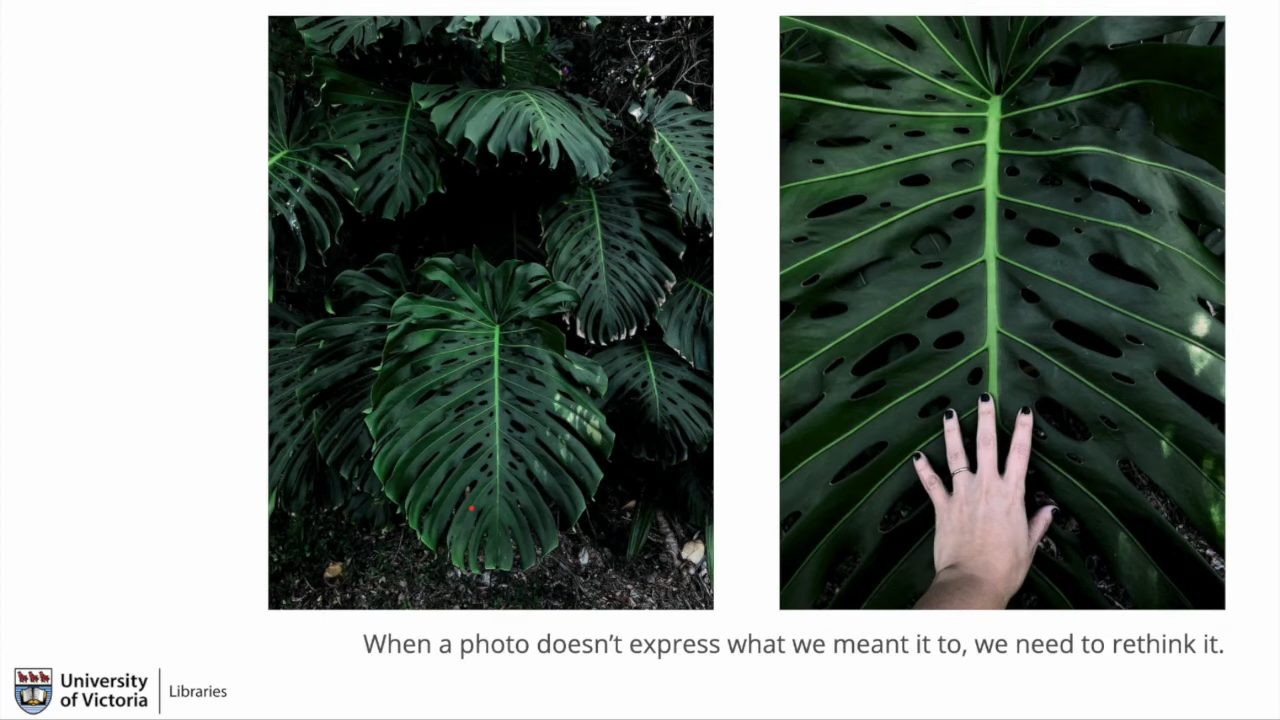 When a photo doesn't express what we meant it to, we need to rethink it.
University
of Victoria
Libraries